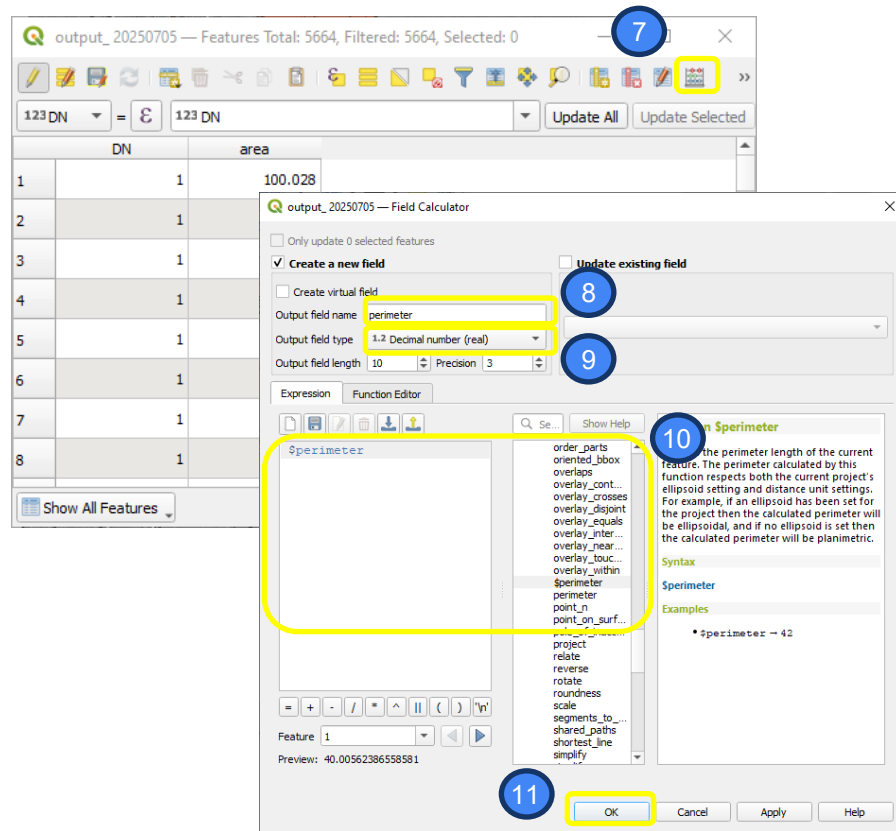 output_ 20250705 — Features Total: 5664, Filtered: 5664, Selected: 0
7
123 DN
=
ε
123 DN
Update All
Update Selected
DN
area
1
1
100.028
2
1
3
1
4
1
5
1
6
1
7
1
8
1
Show All Features
output_ 20250705 — Field Calculator
Only update 0 selected features
Create a new field
Update existing field
Create virtual field
8
Output field name
perimeter
Output field type
1.2 Decimal number (real)
9
Output field length
10
Precision
3
Expression
Function Editor
Se...
Show Help
10
$perimeter
order_parts
oriented_bbox
overlaps
overlay_cont...
overlay_crosses
overlay_disjoint
overlay_equals
overlay_inter...
overlay_near...
overlay_touc...
overlay_within
$perimeter
perimeter
point_n
point_on_surf...
project
relate
reverse
rotate
roundness
scale
segments_to_...
shared_paths
shortest_line
simplify
n $perimeter
the perimeter length of the current
feature. The perimeter calculated by this
function respects both the current project's
ellipsoid setting and distance unit settings.
For example, if an ellipsoid has been set for
the project then the calculated perimeter will
be ellipsoidal, and if no ellipsoid is set then
the calculated perimeter will be planimetric.
Syntax
$perimeter
Examples
• $perimeter → 42
= + - / * ^ || ( ) '\n'
Feature
1
Preview: 40.00562386558581
11
OK
Cancel
Apply
Help